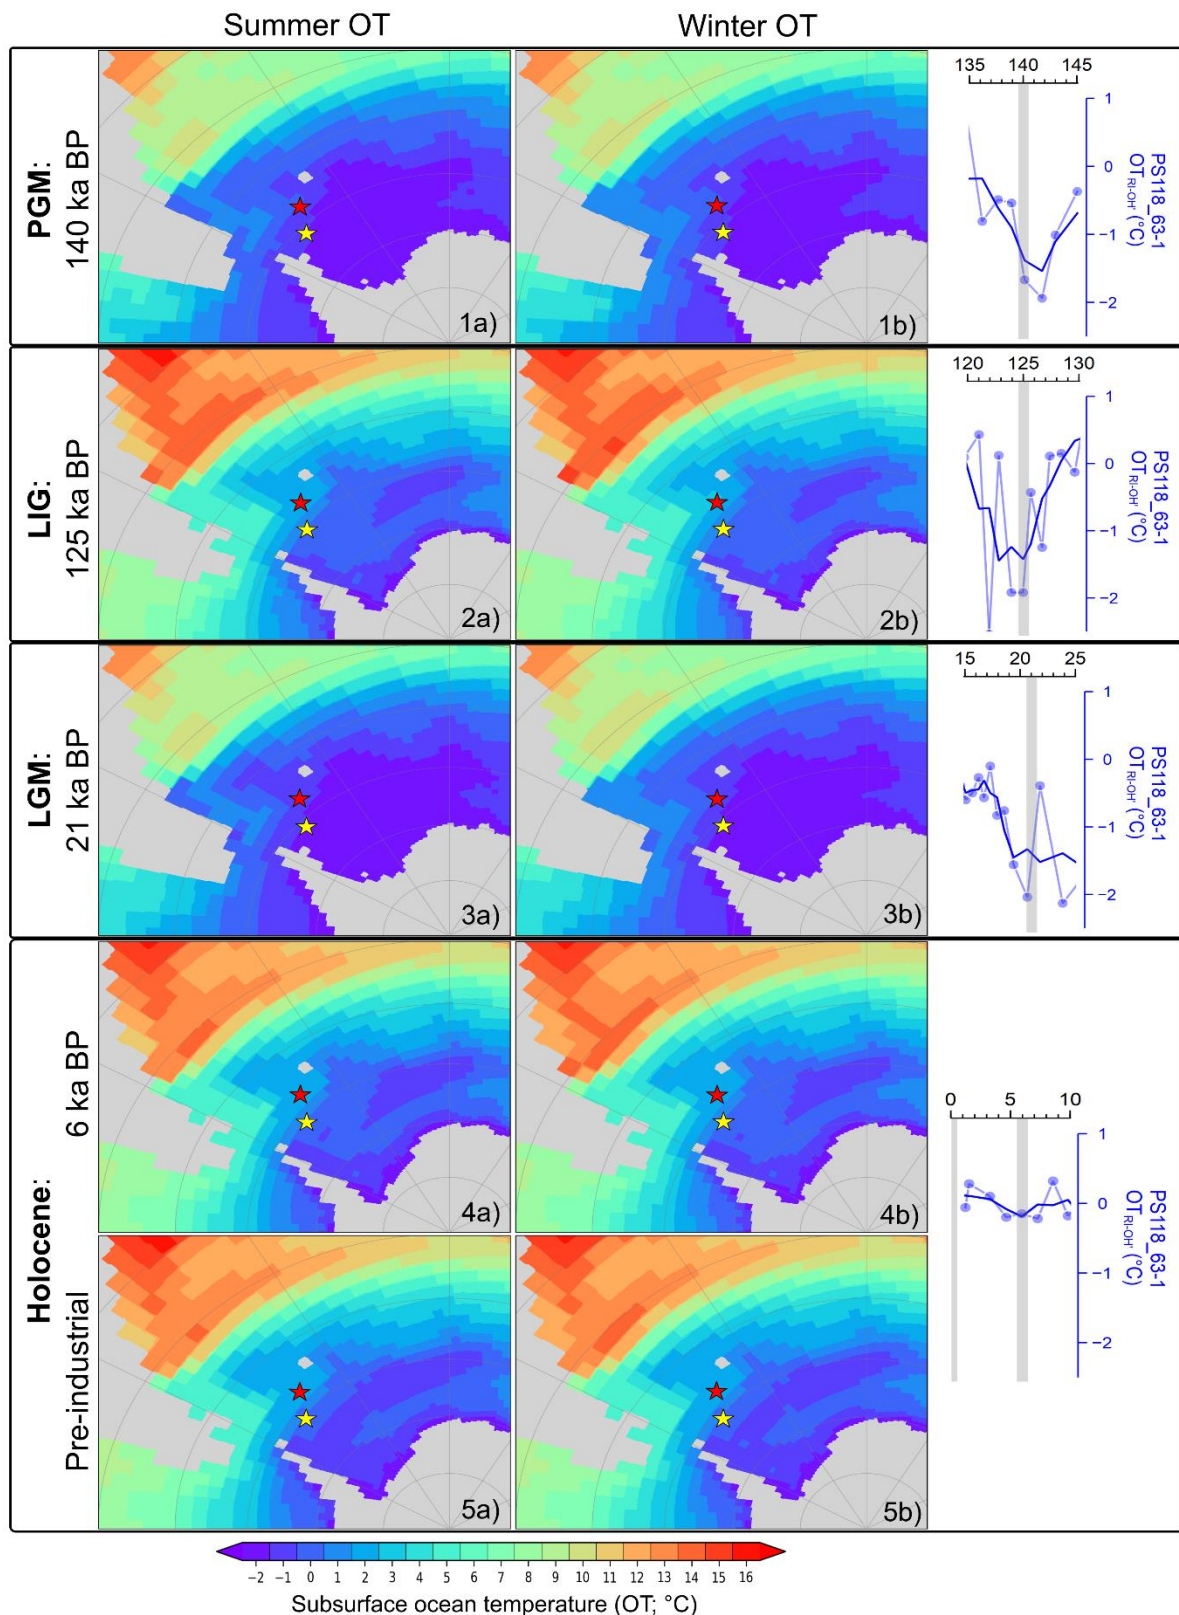 Summer OT
Winter OT
PGM:
140 ka BP
1a)
1b)
135 140 145
1
0
−1
−2
PS118_63-1
OT_RI-OH' (°C)
LIG:
125 ka BP
2a)
2b)
120 125 130
1
0
−1
−2
PS118_63-1
OT_RI-OH' (°C)
LGM:
21 ka BP
3a)
3b)
15 20 25
1
0
−1
−2
PS118_63-1
OT_RI-OH' (°C)
Holocene:
6 ka BP
4a)
4b)
0 5 10
1
0
−1
−2
PS118_63-1
OT_RI-OH' (°C)
Pre-industrial
5a)
5b)
−2 −1 0 1 2 3 4 5 6 7 8 9 10 11 12 13 14 15 16
Subsurface ocean temperature (OT; °C)